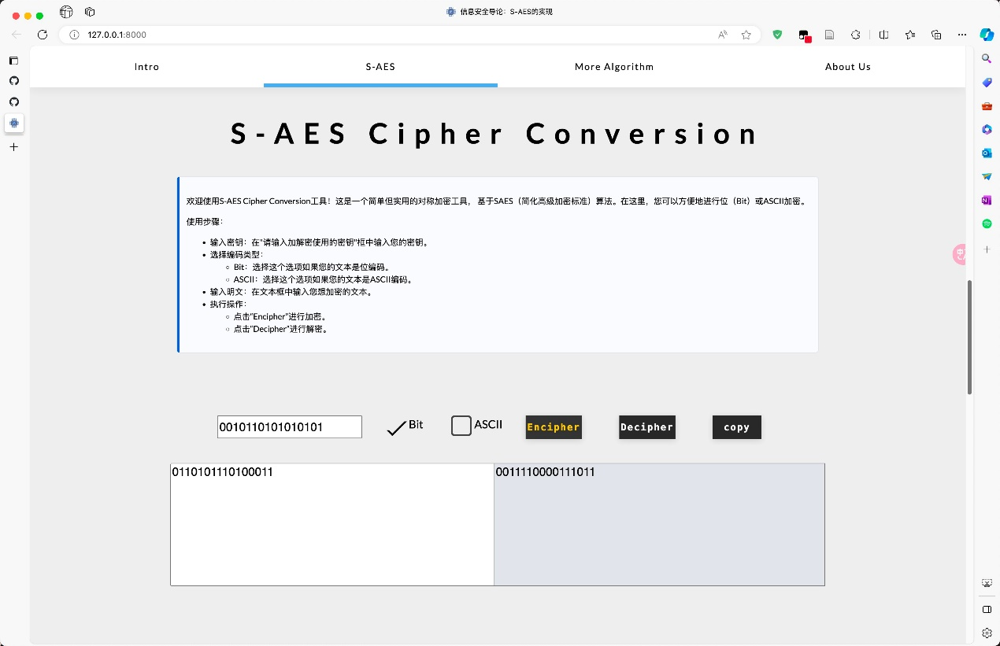 信息安全导论：S-AES的实现
127.0.0.1:8000
Intro
S-AES
More Algorithm
About Us
S-AES Cipher Conversion
欢迎使用S-AES Cipher Conversion工具！这是一个简单但实用的对称加密工具， 基于SAES（简化高级加密标准）算法。在这里，您可以方便地进行位（Bit）或ASCII加密。
使用步骤：
输入密钥：在"请输入加解密使用的密钥"框中输入您的密钥。
选择编码类型：
Bit：选择这个选项如果您的文本是位编码。
ASCII：选择这个选项如果您的文本是ASCII编码。
输入明文：在文本框中输入您想加密的文本。
执行操作：
点击"Encipher"进行加密。
点击"Decipher"进行解密。
0010110101010101
Bit
ASCII
Encipher
Decipher
copy
0110101110100011
0011110000111011